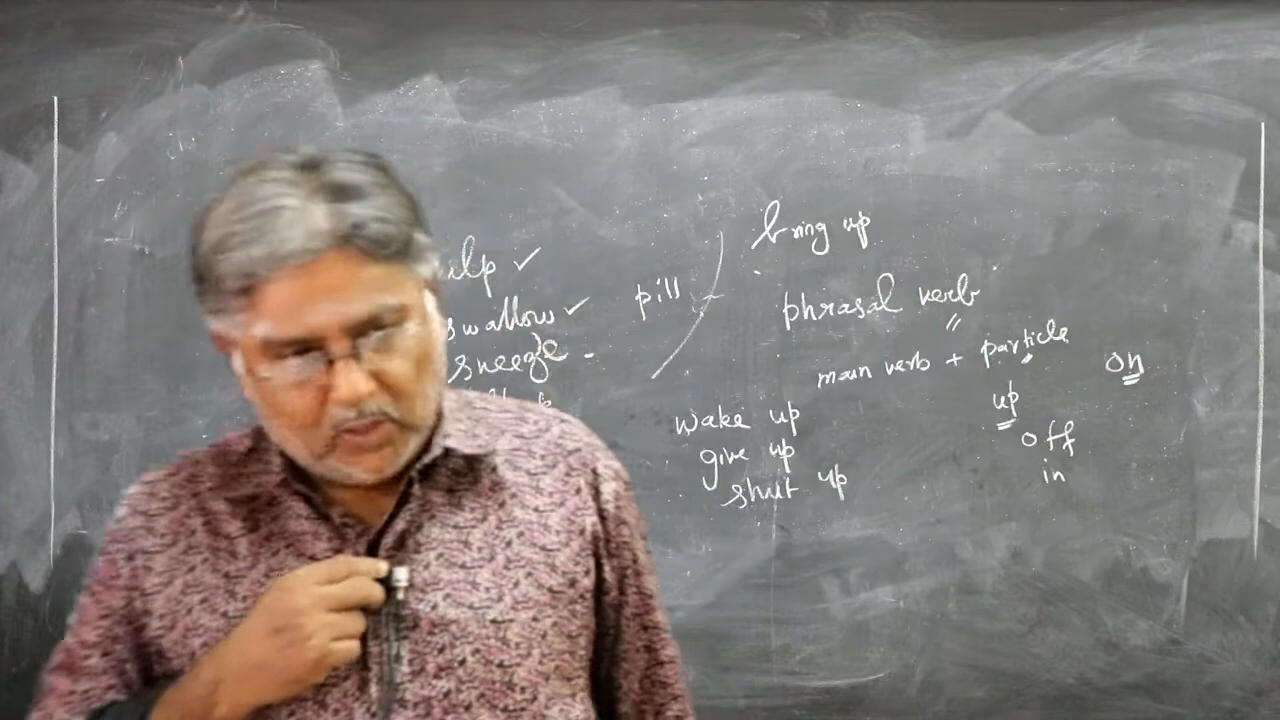 swallow ✓
sneeze
pill
bring up
phrasal verb
main verb + particle
on
up
off
in
wake up
give up
shut up